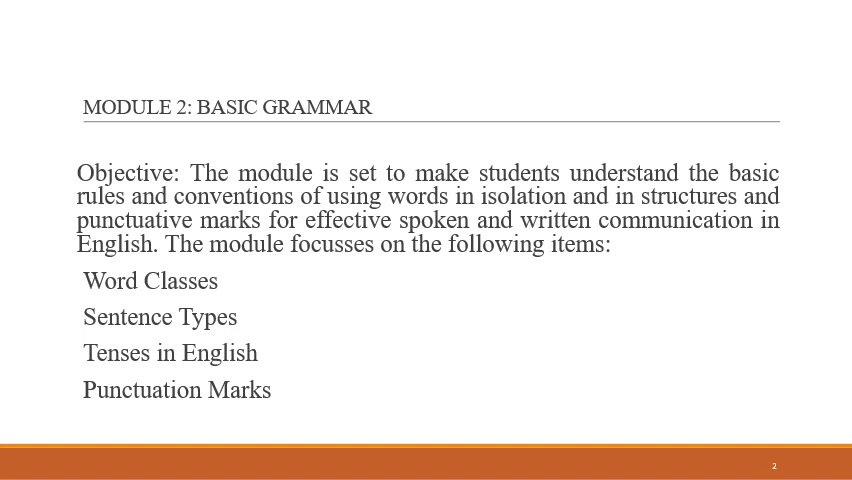 MODULE 2: BASIC GRAMMAR
Objective: The module is set to make students understand the basic
rules and conventions of using words in isolation and in structures and
punctuative marks for effective spoken and written communication in
English. The module focusses on the following items:
Word Classes
Sentence Types
Tenses in English
Punctuation Marks
2